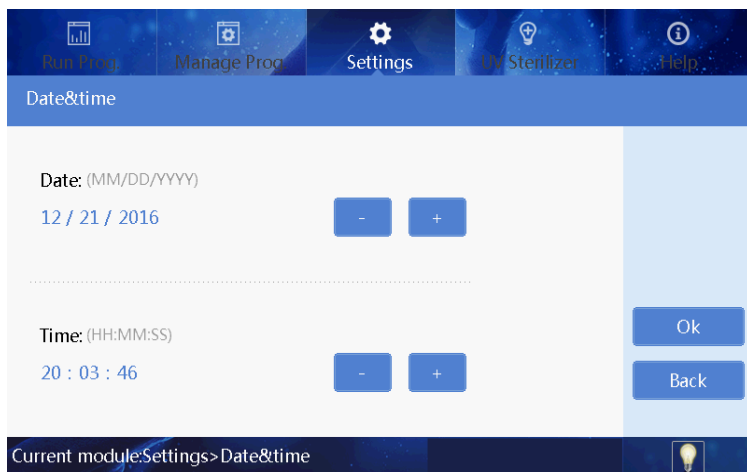 Run Prog.
Manage Prog.
Settings
UV Sterilizer
Help
Date&time
Date: (MM/DD/YYYY)
12 / 21 / 2016
- +
Time: (HH:MM:SS)
20 : 03 : 46
- +
Ok
Back
Current module:Settings>Date&time